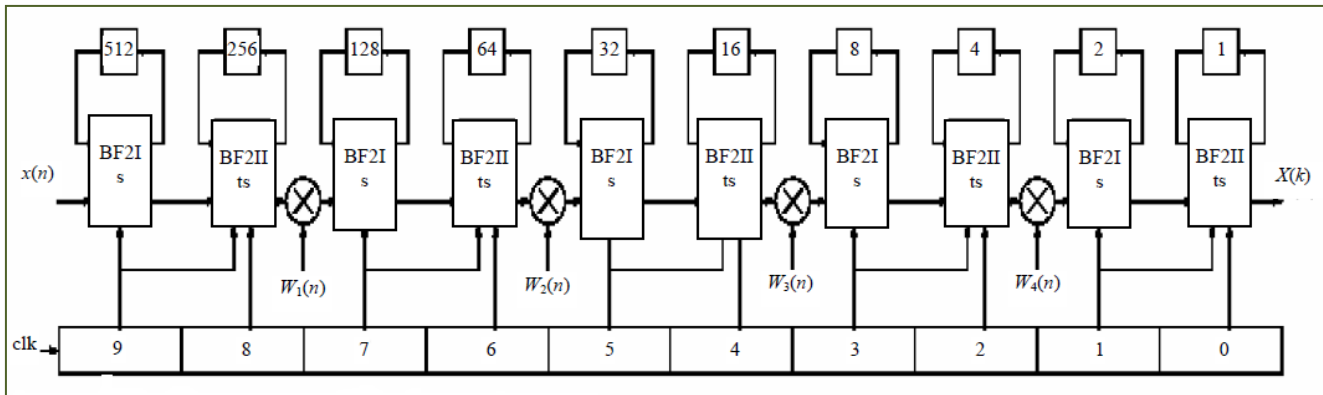 512 256 128 64 32 16 8 4 2 1
BF2I BF2II BF2I BF2II BF2I BF2II BF2I BF2II BF2I BF2II
s ts s ts s ts s ts s ts
x(n) X(k)
W1(n) W2(n) W3(n) W4(n)
clk 9 8 7 6 5 4 3 2 1 0